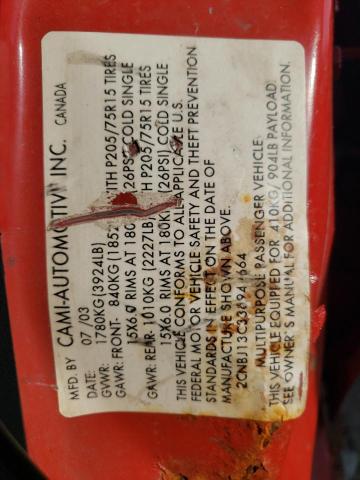 MFD. BY CAMI-AUTOMOTIVE INC. CANADA
DATE: 07/03
GVWR: 1780KG(3924LB)
GAWR: FRONT- 840KG(1852 WITH P205/75R15 TIRES
15X6.0 RIMS AT 180 (26PSI) COLD SINGLE
GAWR: REAR- 1010KG(2227LB H P205/75R15 TIRES
15X6.0 RIMS AT 180K (26PSI) COLD SINGLE
THIS VEHICLE CONFORMS TO ALL APPLICABLE U.S.
FEDERAL MOTOR VEHICLE SAFETY AND THEFT PREVENTION
STANDARDS IN EFFECT ON THE DATE OF
MANUFACTURE SHOWN ABOVE.
MULTIPURPOSE PASSENGER VEHICLE
THIS VEHICLE EQUIPPED FOR 410KG/904LB PAYLOAD.
SEE OWNER'S MANUAL FOR ADDITIONAL INFORMATION.